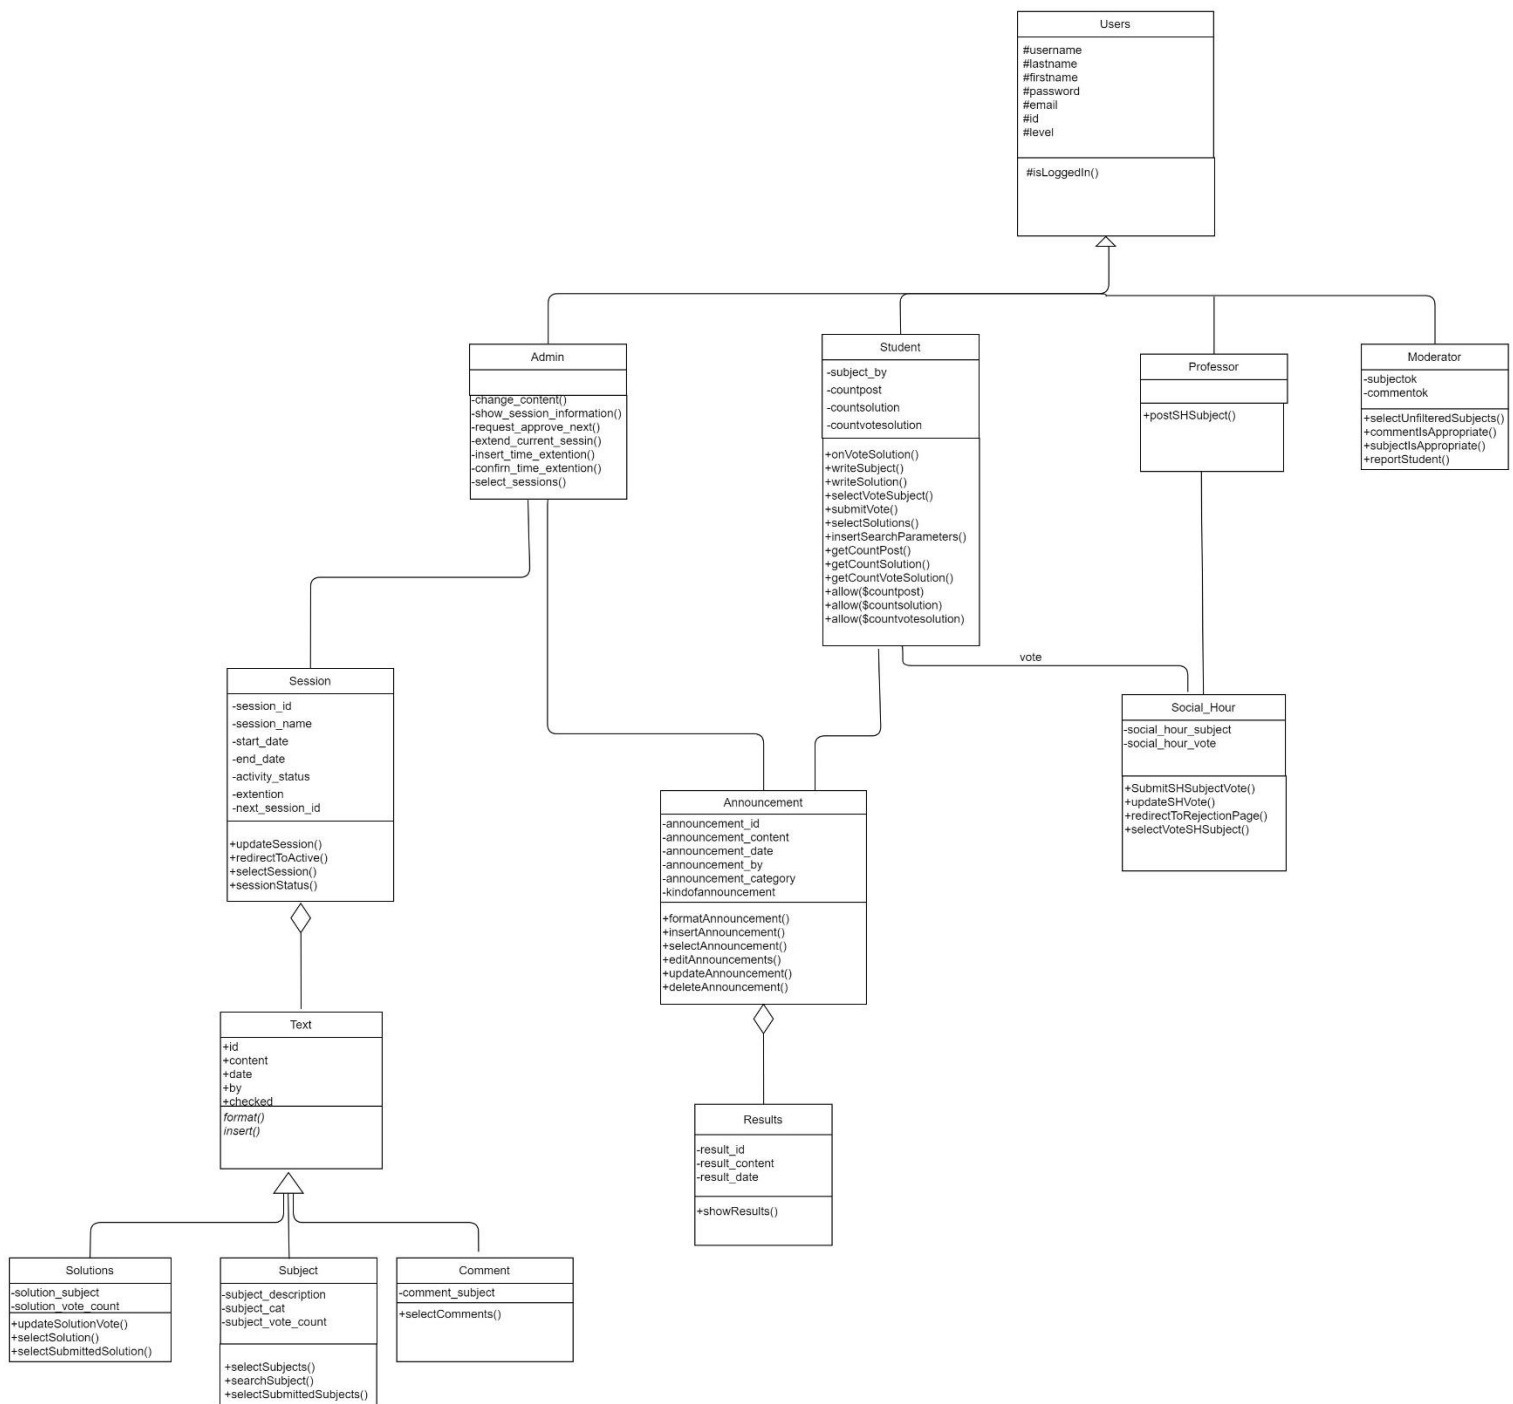 Users
#username
#lastname
#firstname
#password
#email
#id
#level
#isLoggedIn()
Admin
-change_content()
-show_session_information()
-request_approve_next()
-extend_current_sessin()
-insert_time_extention()
-confirn_time_extention()
-select_sessions()
Student
-subject_by
-countpost
-countsolution
-countvotesolution
+onVoteSolution()
+writeSubject()
+writeSolution()
+selectVoteSubject()
+submitVote()
+selectSolutions()
+insertSearchParameters()
+getCountPost()
+getCountSolution()
+getCountVoteSolution()
+allow($countpost)
+allow($countsolution)
+allow($countvotesolution)
Professor
+postSHSubject()
Moderator
-subjectok
-commentok
+selectUnfilteredSubjects()
+commentIsAppropriate()
+subjectIsAppropriate()
+reportStudent()
vote
Session
-session_id
-session_name
-start_date
-end_date
-activity_status
-extention
-next_session_id
+updateSession()
+redirectToActive()
+selectSession()
+sessionStatus()
Social_Hour
-social_hour_subject
-social_hour_vote
+SubmitSHSubjectVote()
+updateSHVote()
+redirectToRejectionPage()
+selectVoteSHSubject()
Announcement
-announcement_id
-announcement_content
-announcement_date
-announcement_by
-announcement_category
-kindofannouncement
+formatAnnouncement()
+insertAnnouncement()
+selectAnnouncement()
+editAnnouncements()
+updateAnnouncement()
+deleteAnnouncement()
Text
+id
+content
+date
+by
+checked
format()
insert()
Results
-result_id
-result_content
-result_date
+showResults()
Solutions
-solution_subject
-solution_vote_count
+updateSolutionVote()
+selectSolution()
+selectSubmittedSolution()
Subject
-subject_description
-subject_cat
-subject_vote_count
+selectSubjects()
+searchSubject()
+selectSubmittedSubjects()
Comment
-comment_subject
+selectComments()